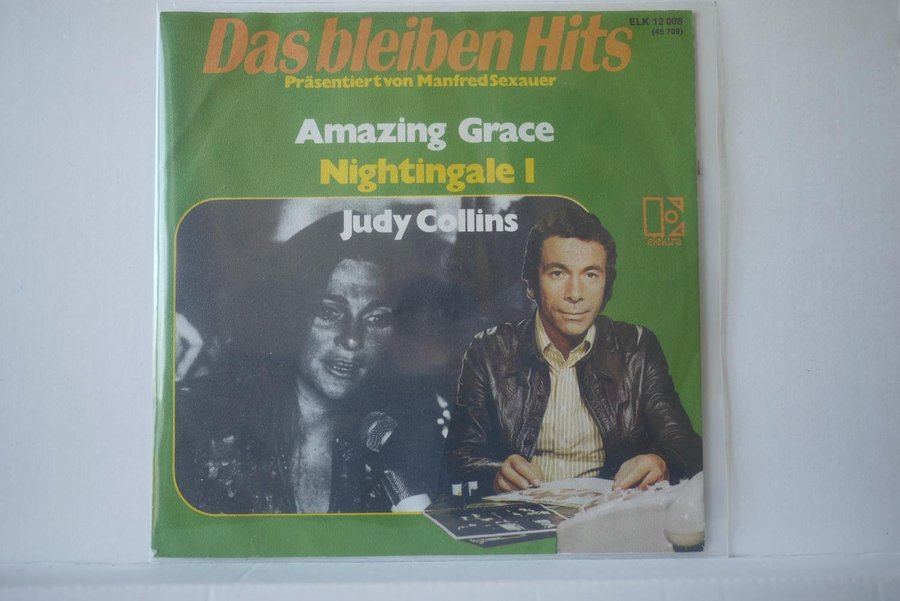 ELK 12 008
(45 709)
Das bleiben Hits
Präsentiert von Manfred Sexauer
Amazing Grace
Nightingale I
Judy Collins
elektra